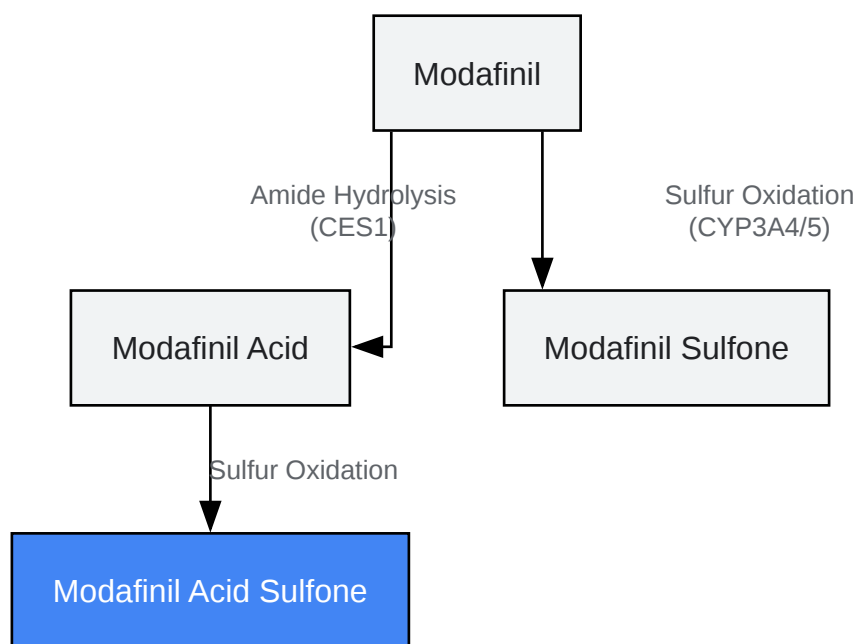 Modafinil
Amide Hydrolysis
(CES1)
Sulfur Oxidation
(CYP3A4/5)
Modafinil Acid
Modafinil Sulfone
Sulfur Oxidation
Modafinil Acid Sulfone